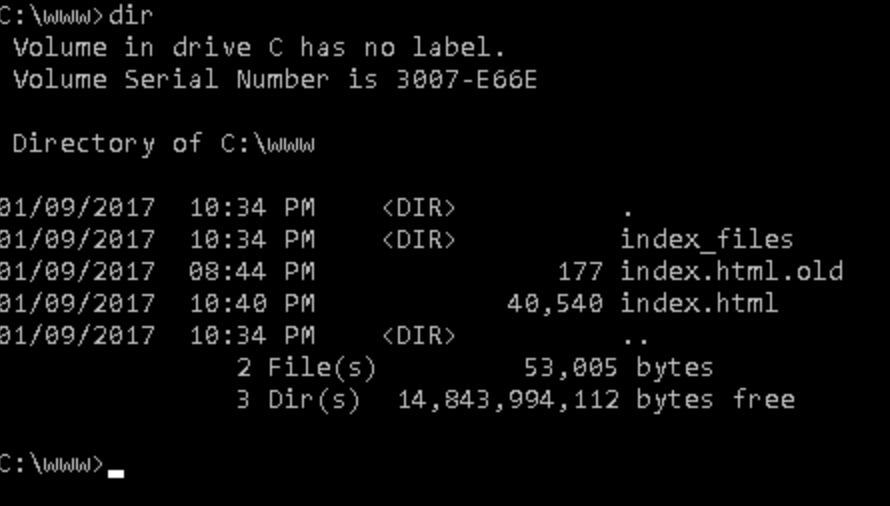 C:\www>dir
Volume in drive C has no label.
Volume Serial Number is 3007-E66E
Directory of C:\www
01/09/2017 10:34 PM <DIR> .
01/09/2017 10:34 PM <DIR> index_files
01/09/2017 08:44 PM 177 index.html.old
01/09/2017 10:40 PM 40,540 index.html
01/09/2017 10:34 PM <DIR> ..
2 File(s) 53,005 bytes
3 Dir(s) 14,843,994,112 bytes free
C:\www>